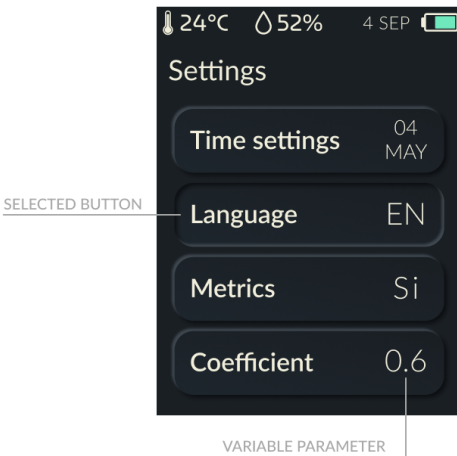 24°C 52% 4 SEP
Settings
Time settings 04 MAY
SELECTED BUTTON
Language EN
Metrics Si
Coefficient 0.6
VARIABLE PARAMETER